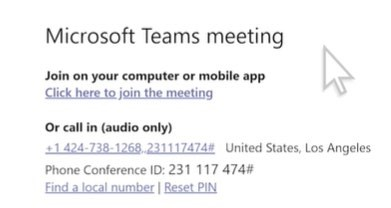 Microsoft Teams meeting
Join on your computer or mobile app
Click here to join the meeting
Or call in (audio only)
+1 424-738-1268,,231117474# United States, Los Angeles
Phone Conference ID: 231 117 474#
Find a local number | Reset PIN